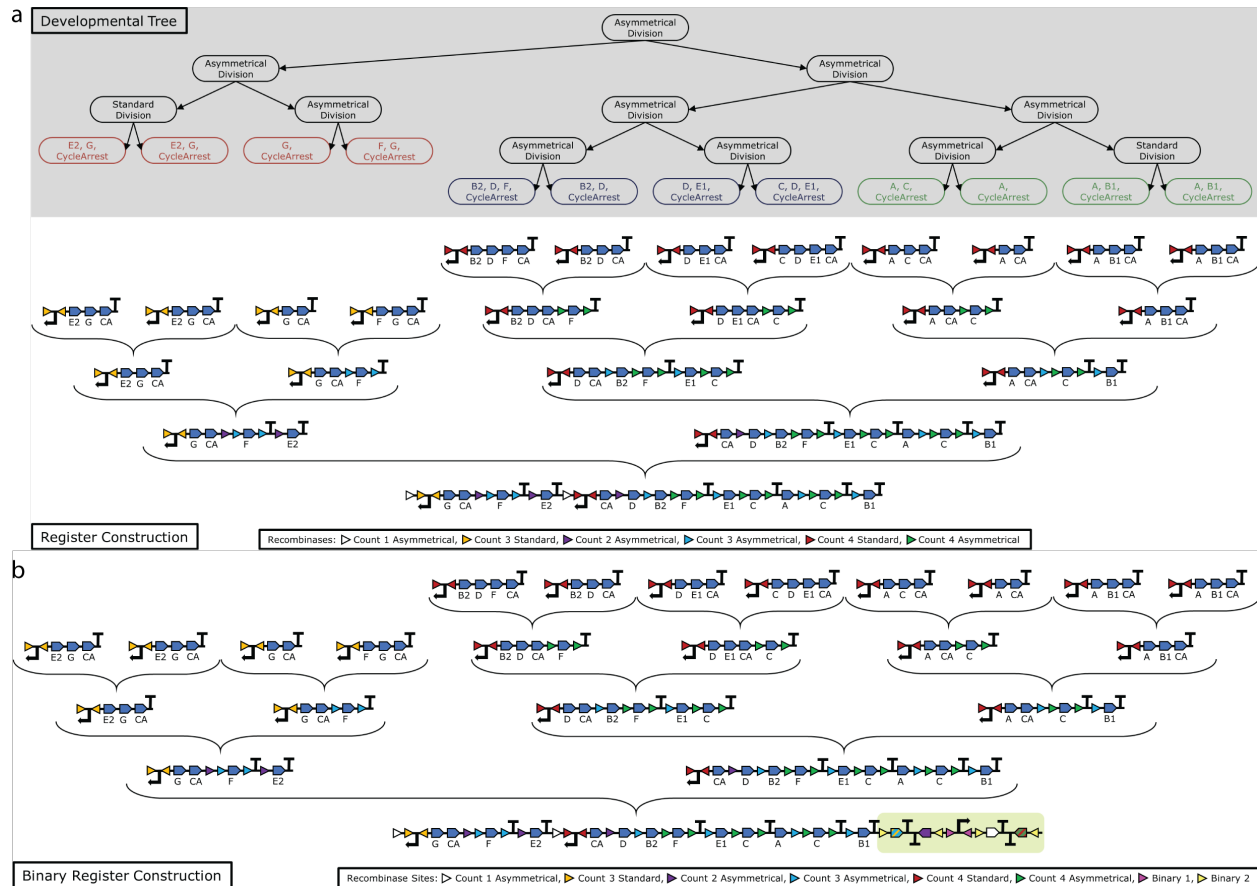 a
Developmental Tree
Asymmetrical
Division
Asymmetrical
Division
Asymmetrical
Division
Standard
Division
Asymmetrical
Division
Asymmetrical
Division
Asymmetrical
Division
E2, G,
CycleArrest
E2, G,
CycleArrest
G,
CycleArrest
F, G,
CycleArrest
Asymmetrical
Division
Asymmetrical
Division
Asymmetrical
Division
Standard
Division
B2, D, F,
CycleArrest
B2, D,
CycleArrest
D, E1,
CycleArrest
C, D, E1,
CycleArrest
A, C,
CycleArrest
A,
CycleArrest
A, B1,
CycleArrest
A, B1,
CycleArrest
B2 D F CA
B2 D CA
D E1 CA
C D E1 CA
A C CA
A CA
A B1 CA
A B1 CA
E2 G CA
E2 G CA
G CA
F G CA
B2 D CA F
D E1 CA C
A CA C
A B1 CA
E2 G CA
G CA F
D CA B2 F E1 C
A CA C B1
G CA F E2
CA D B2 F E1 C A C B1
G CA F E2 CA D B2 F E1 C A C B1
Register Construction
Recombinases: Count 1 Asymmetrical, Count 3 Standard, Count 2 Asymmetrical, Count 3 Asymmetrical, Count 4 Standard, Count 4 Asymmetrical
b
B2 D F CA
B2 D CA
D E1 CA
C D E1 CA
A C CA
A CA
A B1 CA
A B1 CA
E2 G CA
E2 G CA
G CA
F G CA
B2 D CA F
D E1 CA C
A CA C
A B1 CA
E2 G CA
G CA F
D CA B2 F E1 C
A CA C B1
G CA F E2
CA D B2 F E1 C A C B1
G CA F E2 CA D B2 F E1 C A C B1
Binary Register Construction
Recombinase Sites: Count 1 Asymmetrical, Count 3 Standard, Count 2 Asymmetrical, Count 3 Asymmetrical, Count 4 Standard, Count 4 Asymmetrical, Binary 1, Binary 2